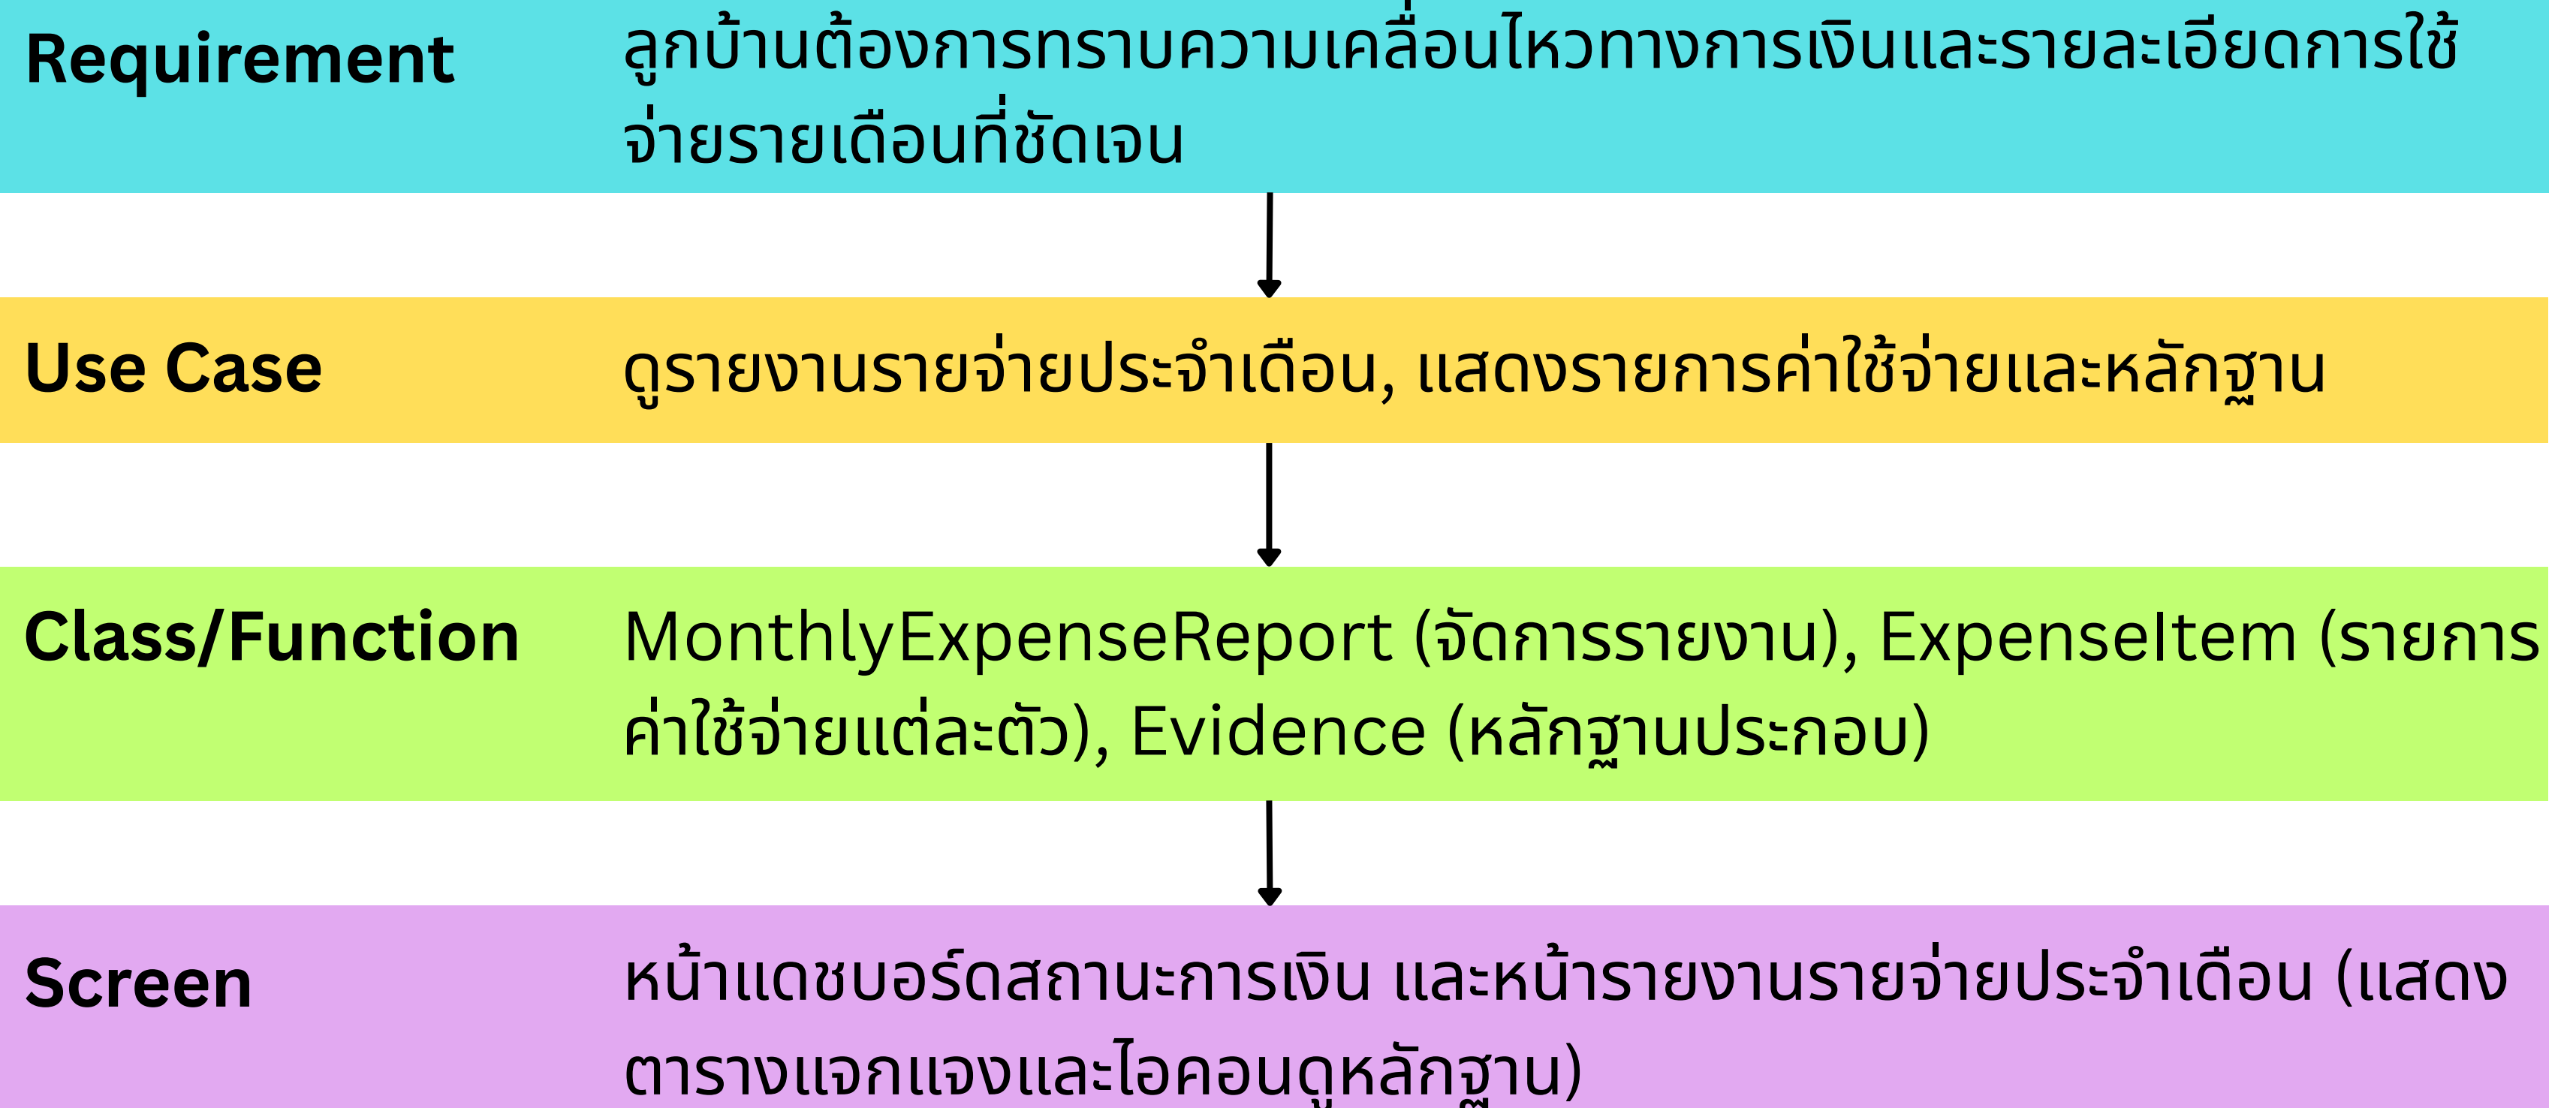 Requirement
ลูกบ้านต้องการทราบความเคลื่อนไหวทางการเงินและรายละเอียดการใช้
จ่ายรายเดือนที่ชัดเจน
Use Case
ดูรายงานรายจ่ายประจำเดือน, แสดงรายการค่าใช้จ่ายและหลักฐาน
Class/Function
MonthlyExpenseReport (จัดการรายงาน), ExpenseItem (รายการ
ค่าใช้จ่ายแต่ละตัว), Evidence (หลักฐานประกอบ)
Screen
หน้าแดชบอร์ดสถานะการเงิน และหน้ารายงานรายจ่ายประจำเดือน (แสดง
ตารางแจกแจงและไอคอนดูหลักฐาน)